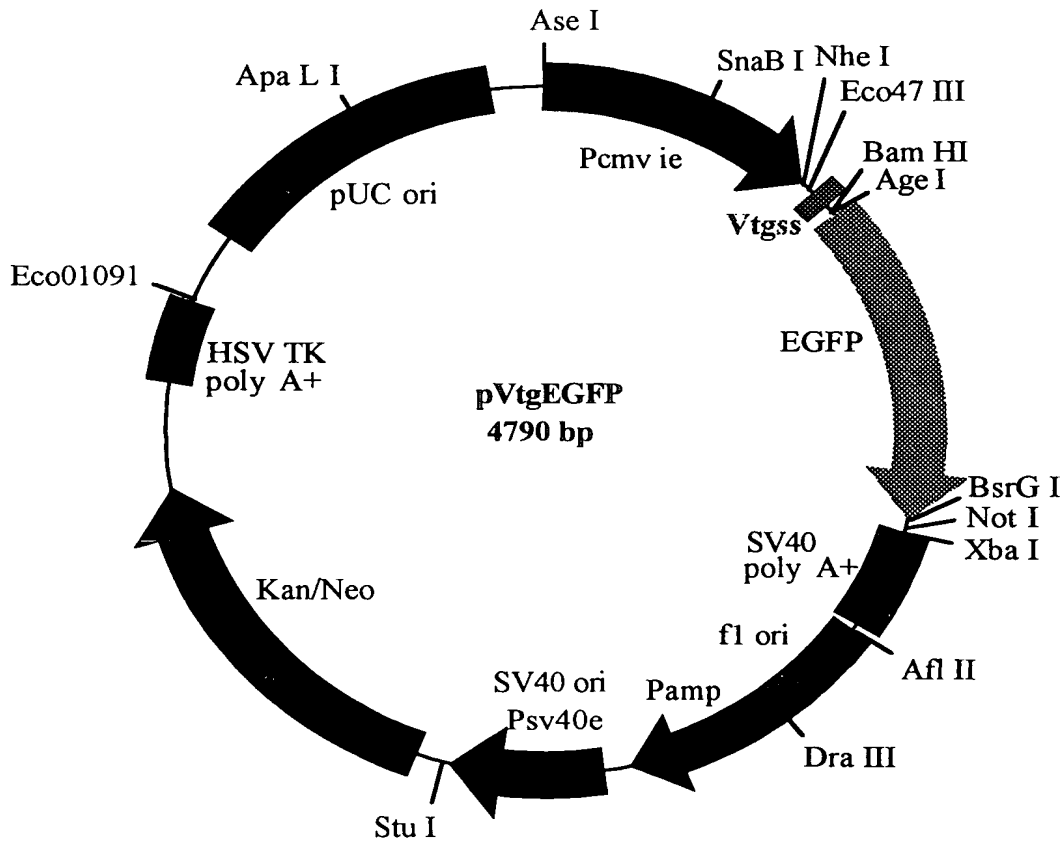 Ase I
SnaB I
Nhe I
Eco47 III
Apa L I
Pcmv ie
Bam HI
Age I
pUC ori
Vtgss
Eco01091
EGFP
HSV TK
poly A+
pVtgEGFP
4790 bp
BsrG I
Not I
Xba I
SV40
poly A+
Kan/Neo
f1 ori
Afl II
SV40 ori
Psv40e
Pamp
Dra III
Stu I